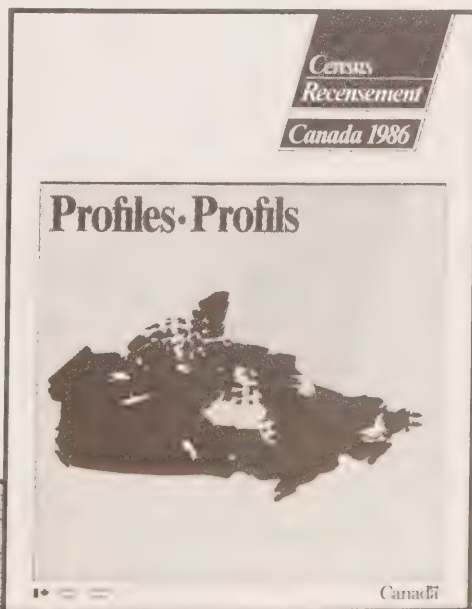 Census
Recensement
Canada 1986
Profiles • Profils
Canada